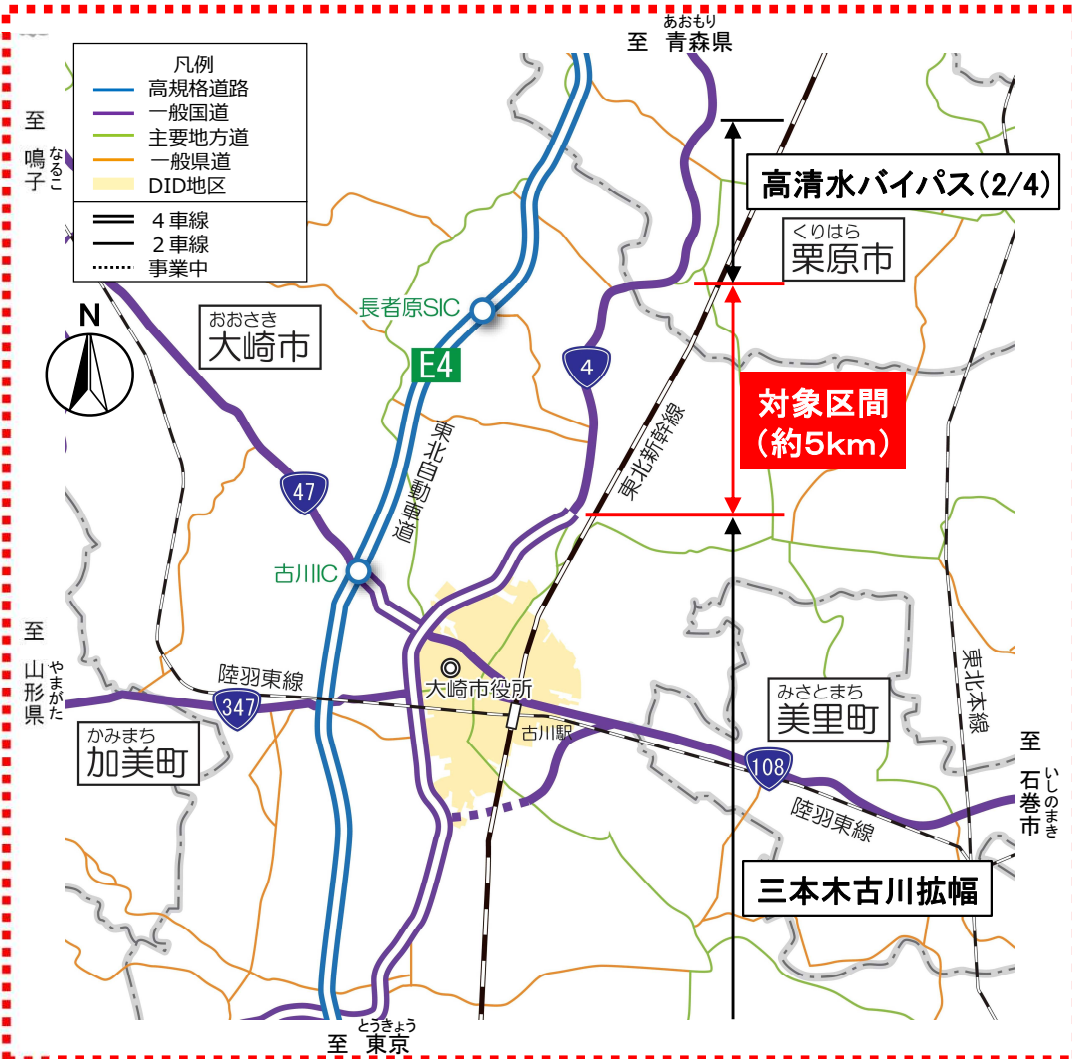 あおもり
至 青森県
凡例
高規格道路
一般国道
主要地方道
一般県道
DID地区
4車線
2車線
事業中
至 鳴子
なるこ
高清水バイパス(2/4)
くりはら
栗原市
長者原SIC
おおさき
大崎市
N
E4
4
対象区間
(約5km)
東北新幹線
東北自動車道
47
古川IC
至 山形県
やまがた
陸羽東線
347
大崎市役所
古川駅
みさとまち
美里町
東北本線
かみまち
加美町
108
陸羽東線
至 石巻市
いしのまき
三本木古川拡幅
とうきょう
至 東京